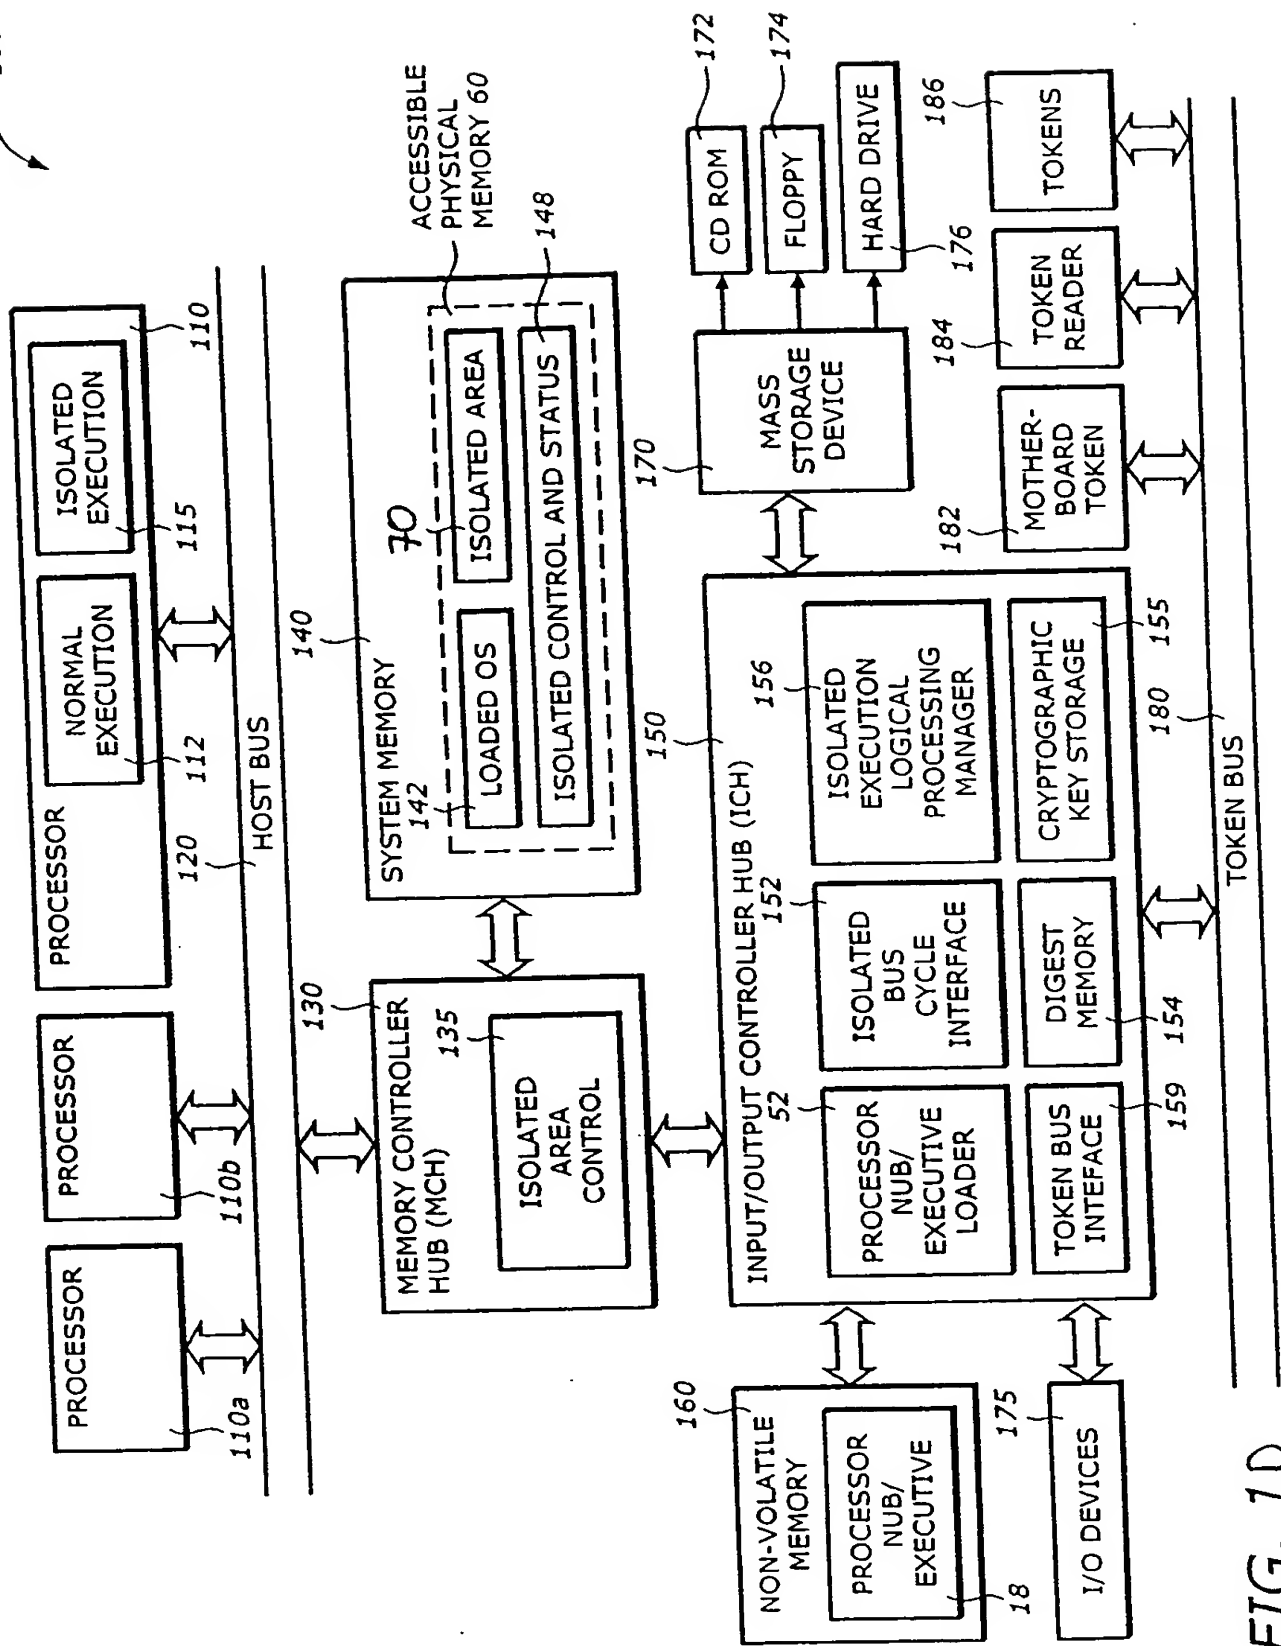 PROCESSOR
110a
PROCESSOR
110b
PROCESSOR
NORMAL
EXECUTION
112
ISOLATED
EXECUTION
115
110
120
HOST BUS
130
MEMORY CONTROLLER
HUB (MCH)
135
ISOLATED
AREA
CONTROL
140
SYSTEM MEMORY
142
LOADED OS
70
ISOLATED AREA
ISOLATED CONTROL AND STATUS
148
ACCESSIBLE
PHYSICAL
MEMORY 60
150
INPUT/OUTPUT CONTROLLER HUB (ICH)
52
PROCESSOR
NUB/
EXECUTIVE
LOADER
152
ISOLATED
BUS
CYCLE
INTERFACE
156
ISOLATED
EXECUTION
LOGICAL
PROCESSING
MANAGER
TOKEN BUS
INTEFACE
159
DIGEST
MEMORY
154
CRYPTOGRAPHIC
KEY STORAGE
155
160
NON-VOLATILE
MEMORY
PROCESSOR
NUB/
EXECUTIVE
18
175
I/O DEVICES
170
MASS
STORAGE
DEVICE
CD ROM
172
FLOPPY
174
HARD DRIVE
176
182
MOTHER-
BOARD
TOKEN
184
TOKEN
READER
186
TOKENS
180
TOKEN BUS
FIG. 1D